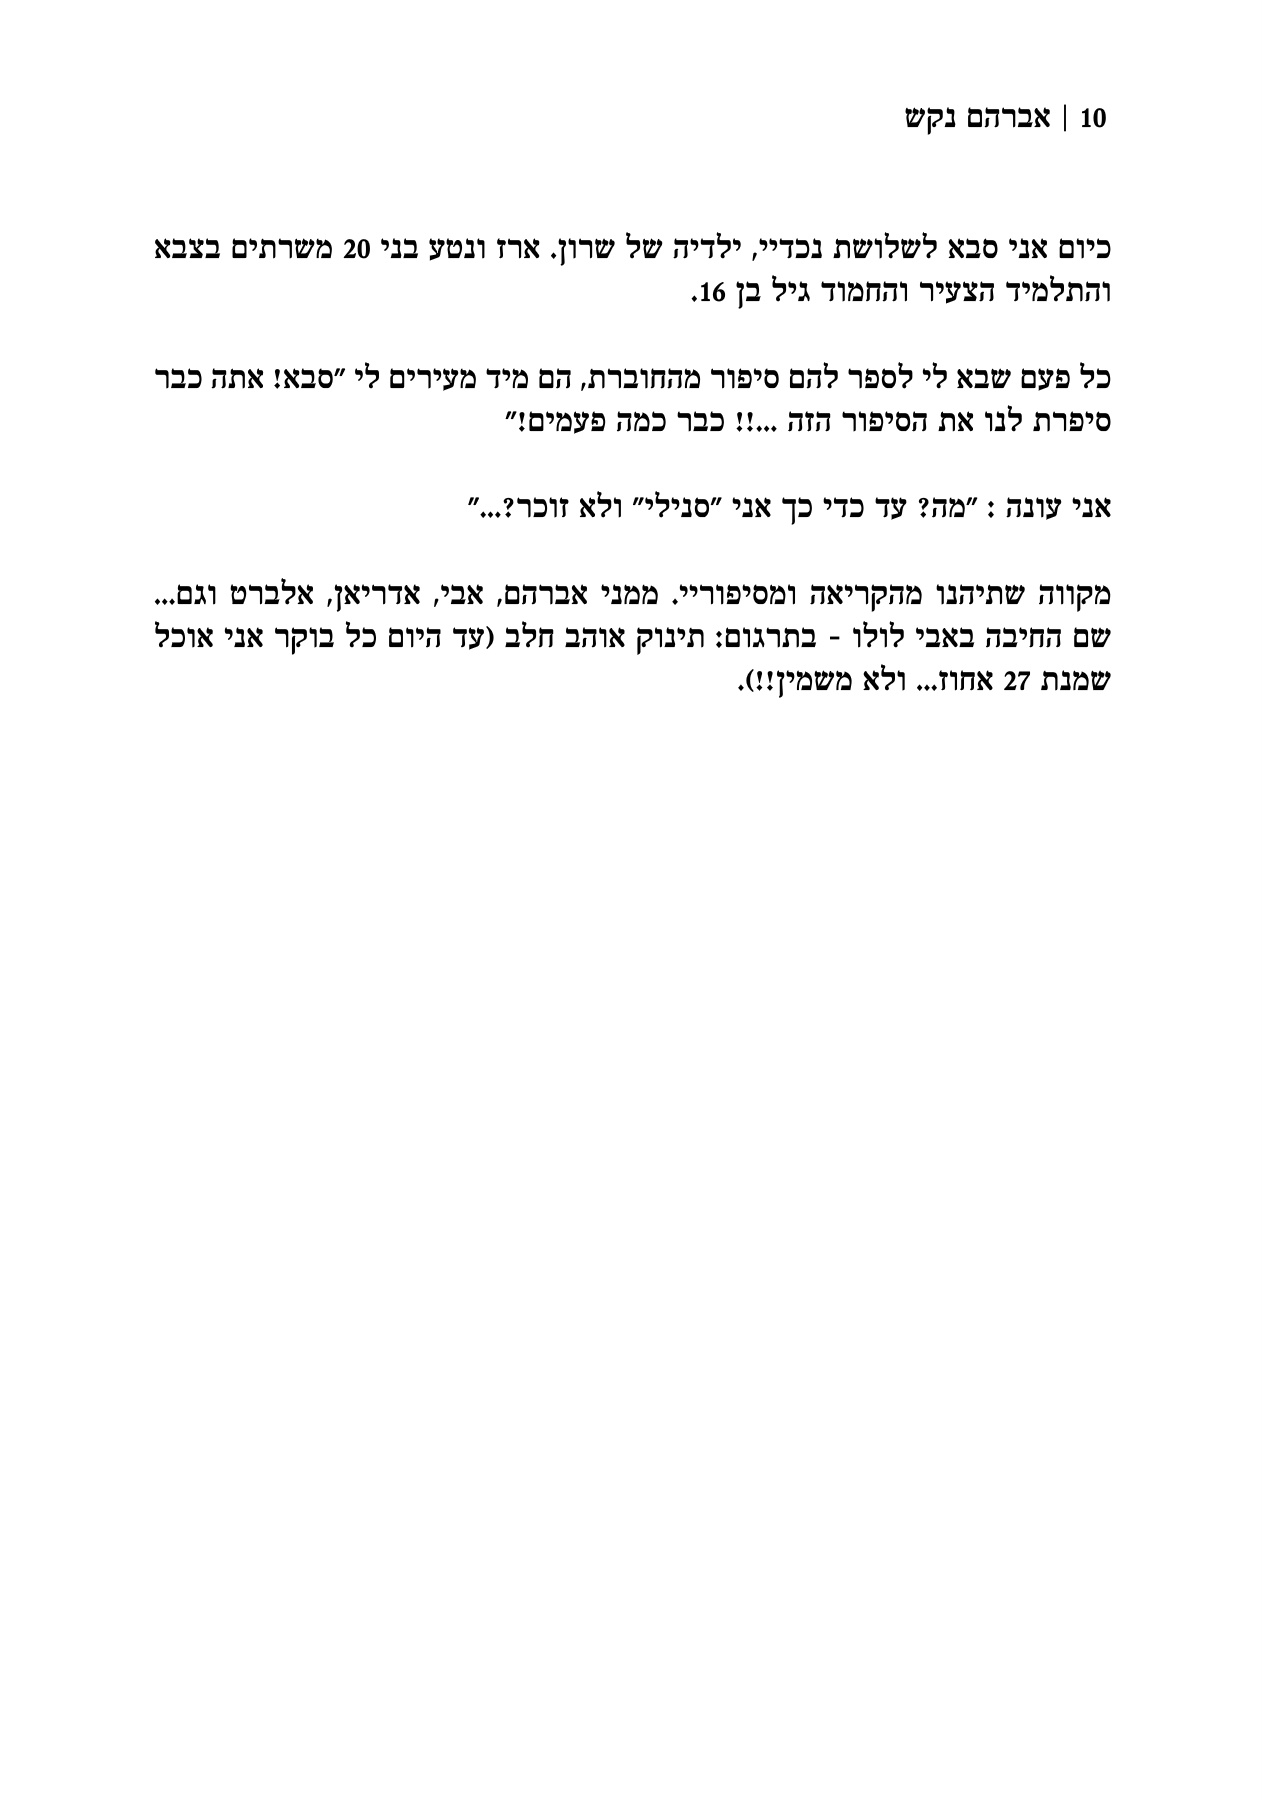 10 | אברהם נקש
כיום אני סבא לשלושת נכדיי, ילדיה של שרון. ארז ונטע בני 20 משרתים בצבא
והתלמיד הצעיר והחמוד גיל בן 16.
כל פעם שבא לי לספר להם סיפור מהחוברת, הם מיד מעירים לי "סבא! אתה כבר
סיפרת לנו את הסיפור הזה ...!! כבר כמה פעמים!"
אני עונה : "מה? עד כדי כך אני "סנילי" ולא זוכר?..."
מקווה שתיהנו מהקריאה ומסיפוריי. ממני אברהם, אבי, אדריאן, אלברט וגם...
שם החיבה באבי לולו - בתרגום: תינוק אוהב חלב (עד היום כל בוקר אני אוכל
שמנת 27 אחוז... ולא משמין!!).